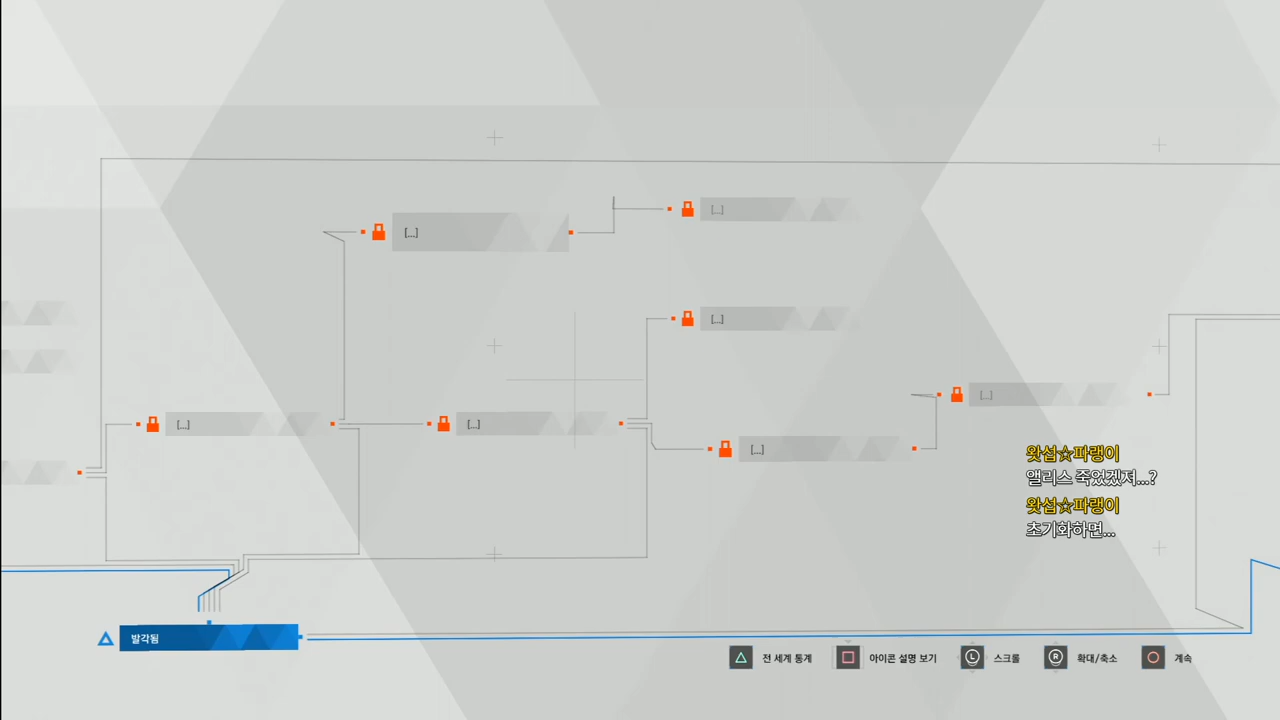 [...]
[...]
[...]
[...]
[...]
[...]
[...]
왓섭☆파랭이
앨리스 죽었겠져...?
왓섭☆파랭이
초기화하면...
발각됨
전 세계 통계
아이콘 설명 보기
L 스크롤
R 확대/축소
계속